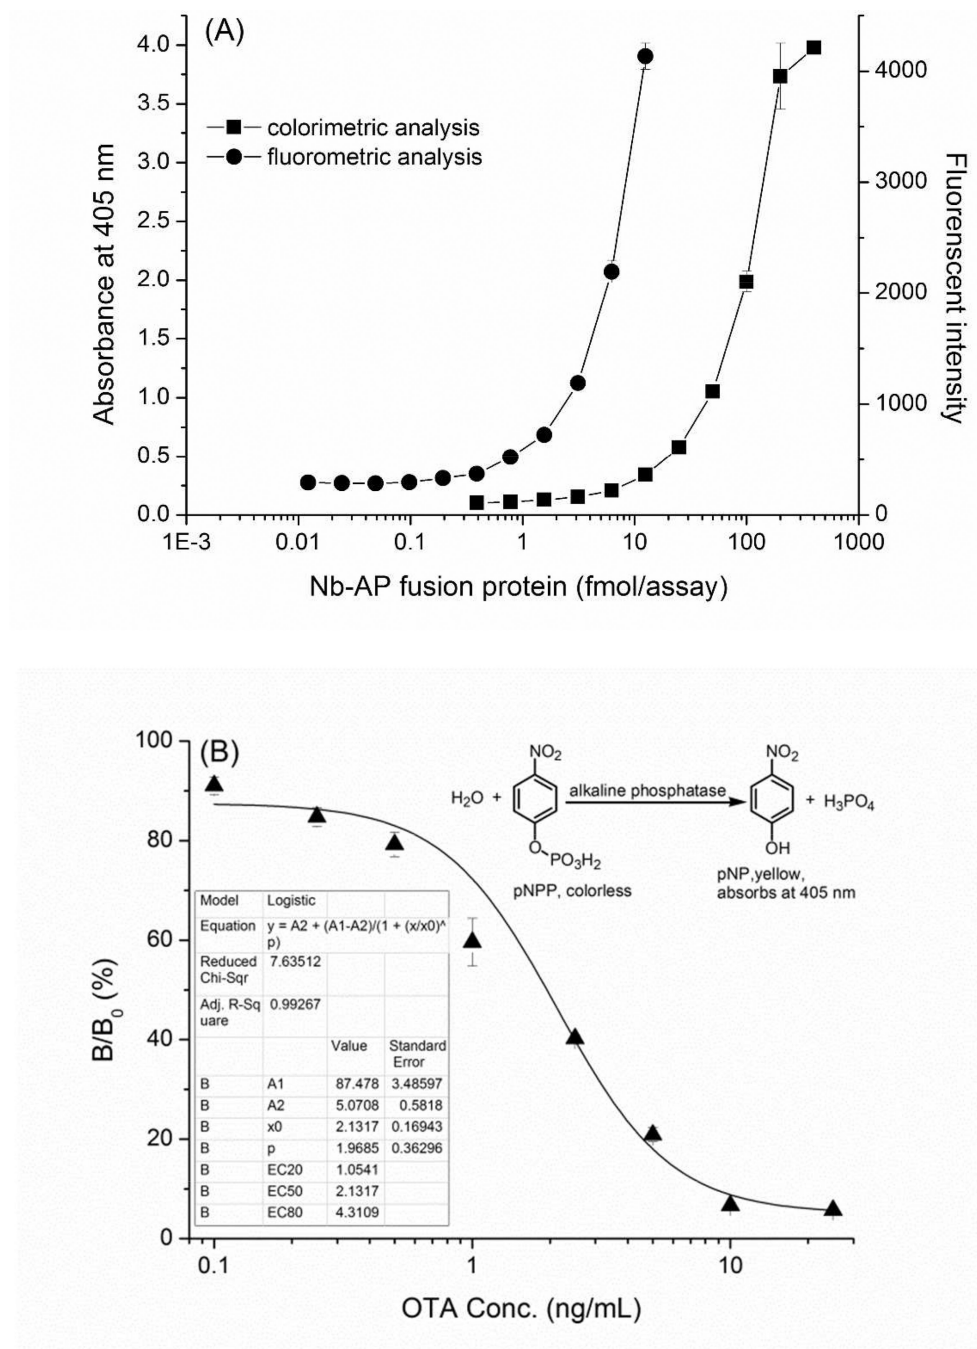 (A)
4.0
3.5
3.0
2.5
2.0
1.5
1.0
0.5
0.0
Absorbance at 405 nm
colorimetric analysis
fluorometric analysis
4000
3000
2000
1000
0
Fluorenscent intensity
1E-3 0.01 0.1 1 10 100 1000
Nb-AP fusion protein (fmol/assay)
(B)
100
80
60
40
20
0
B/B0 (%)
NO2
NO2
H2O +
alkaline phosphatase
+ H3PO4
O
PO3H2
OH
pNPP, colorless
pNP,yellow,
absorbs at 405 nm
Model Logistic
Equation y = A2 + (A1-A2)/(1 + (x/x0)^
p)
Reduced 7.63512
Chi-Sqr
Adj. R-Sq 0.99267
uare
Value Standard
Error
B A1 87.478 3.48597
B A2 5.0708 0.5818
B x0 2.1317 0.16943
B p 1.9685 0.36296
B EC20 1.0541
B EC50 2.1317
B EC80 4.3109
0.1 1 10
OTA Conc. (ng/mL)